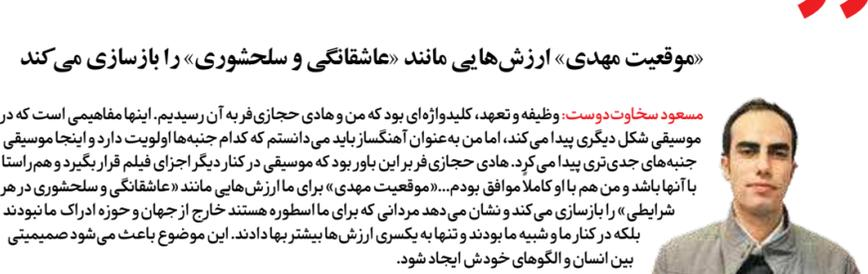 «موقعیت مهدی» ارزش‌هایی مانند «عاشقانگی و سلحشوری» را بازسازی می‌کند
مسعود سخاوت‌دوست: وظیفه و تعهد، کلیدواژه‌ای بود که من و هادی حجازی‌فر به آن رسیدیم. اینها مفاهیمی است که در
موسیقی شکل دیگری پیدا می‌کند، اما من به‌عنوان آهنگساز باید می‌دانستم که کدام جنبه‌ها اولویت دارد و اینجا موسیقی
جنبه‌های جدی‌تری پیدا می‌کرد. هادی حجازی‌فر بر این باور بود که موسیقی در کنار دیگر اجزای فیلم قرار بگیرد و هم‌راستا
با آنها باشد و من هم با او کاملاً موافق بودم...«موقعیت مهدی» برای ما ارزش‌هایی مانند «عاشقانگی و سلحشوری در هر
شرایطی» را بازسازی می‌کند و نشان می‌دهد مردانی که برای ما اسطوره هستند خارج از جهان و حوزه ادراک ما نبودند
بلکه در کنار ما و شبیه ما بودند و تنها به یکسری ارزش‌ها بیشتر بها دادند. این موضوع باعث می‌شود صمیمیتی
بین انسان و الگوهای خودش ایجاد شود.